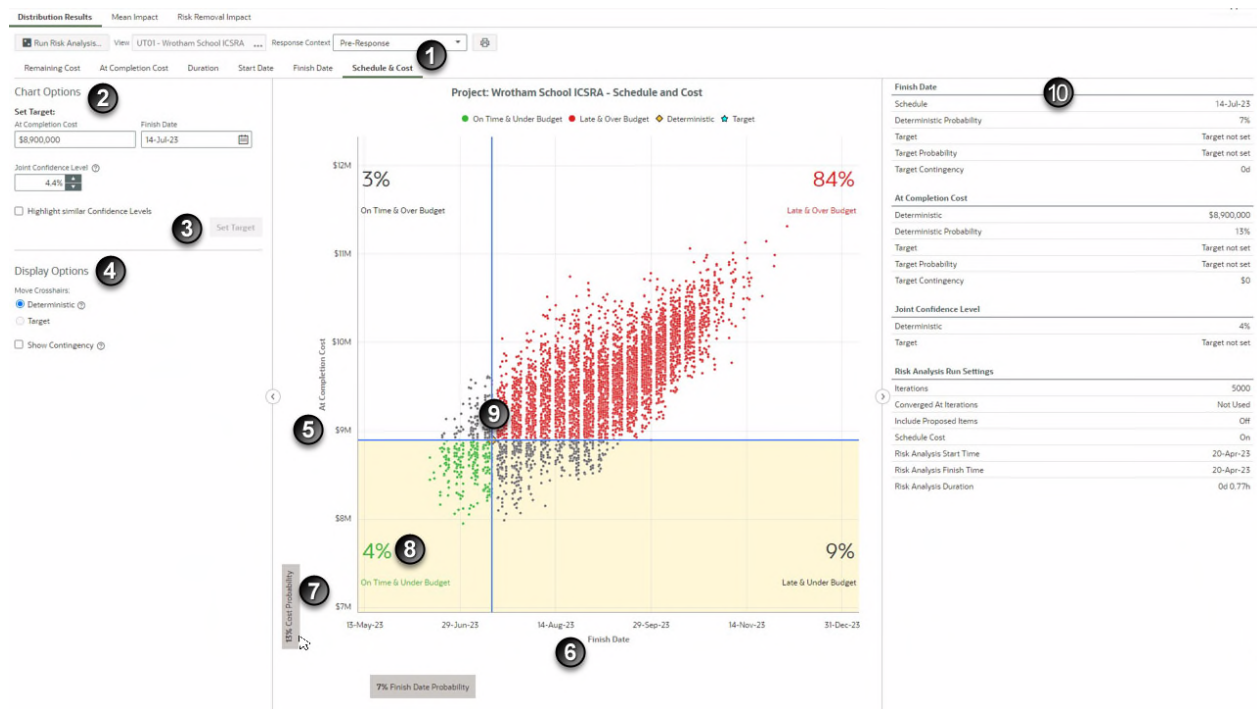 Distribution Results Mean Impact Risk Removal Impact
Run Risk Analysis... View UT01 - Wrotham School ICSRA ... Response Context Pre-Response
1
Remaining Cost At Completion Cost Duration Start Date Finish Date Schedule & Cost
Chart Options
2
Set Target:
At Completion Cost Finish Date
$8,900,000 14-Jul-23
Joint Confidence Level
4.4%
Highlight similar Confidence Levels
3
Set Target
Display Options
4
Move Crosshairs:
Deterministic
Target
Show Contingency
Project: Wrotham School ICSRA - Schedule and Cost
On Time & Under Budget Late & Over Budget Deterministic Target
$12M
3%
On Time & Over Budget
84%
Late & Over Budget
$11M
$10M
At Completion Cost
9
5
$9M
$8M
4%
8
On Time & Under Budget
9%
Late & Under Budget
7
13% Cost Probability
$7M
13-May-23 29-Jun-23 14-Aug-23 29-Sep-23 14-Nov-23 31-Dec-23
Finish Date
6
7% Finish Date Probability
10
Finish Date
Schedule 14-Jul-23
Deterministic Probability 7%
Target Target not set
Target Probability Target not set
Target Contingency 0d
At Completion Cost
Deterministic $8,900,000
Deterministic Probability 13%
Target Target not set
Target Probability Target not set
Target Contingency $0
Joint Confidence Level
Deterministic 4%
Target Target not set
Risk Analysis Run Settings
Iterations 5000
Converged At Iterations Not Used
Include Proposed Items Off
Schedule Cost On
Risk Analysis Start Time 20-Apr-23
Risk Analysis Finish Time 20-Apr-23
Risk Analysis Duration 0d 0.77h